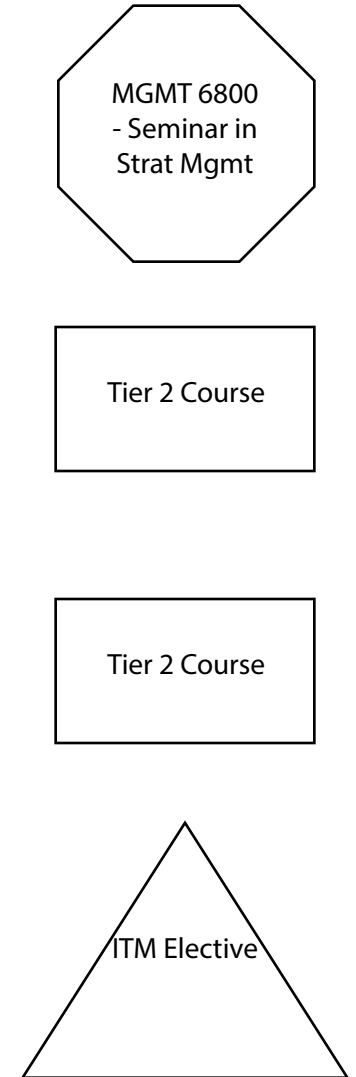 MGMT 6800
- Seminar in
Strat Mgmt
Tier 2 Course
Tier 2 Course
ITM Elective